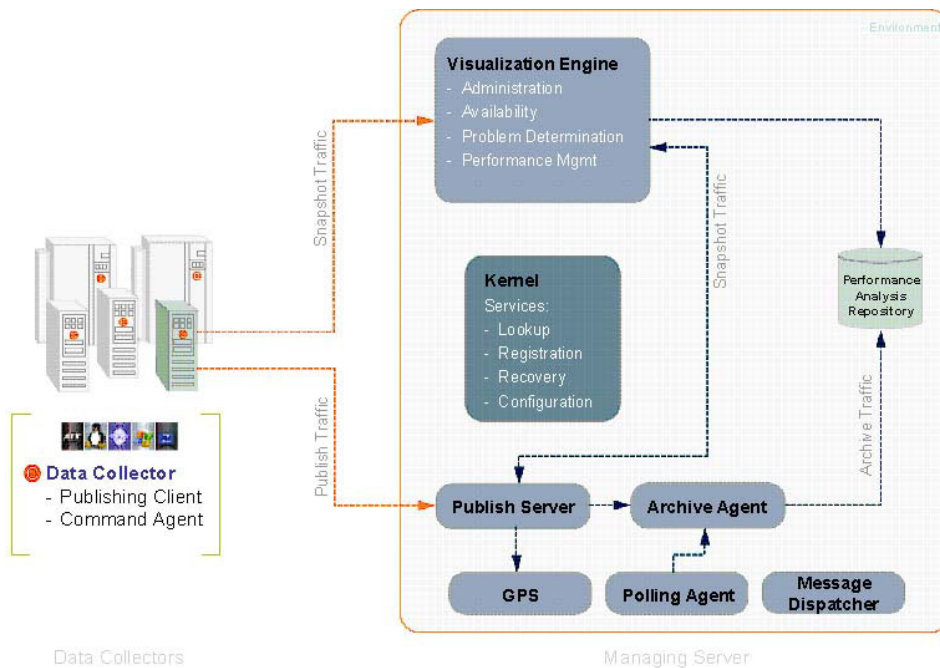 Environment
Visualization Engine
- Administration
- Availability
- Problem Determination
- Performance Mgmt
Snapshot Traffic
Snapshot Traffic
Kernel
Services:
- Lookup
- Registration
- Recovery
- Configuration
Performance
Analysis
Repository
Publish Traffic
Archive Traffic
Data Collector
- Publishing Client
- Command Agent
Publish Server
Archive Agent
GPS
Polling Agent
Message
Dispatcher
Data Collectors
Managing Server